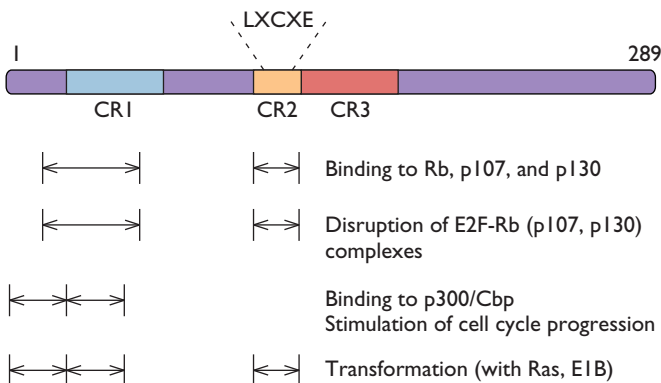 LXCXE
1 289
CR1 CR2 CR3
Binding to Rb, p107, and p130
Disruption of E2F-Rb (p107, p130)
complexes
Binding to p300/Cbp
Stimulation of cell cycle progression
Transformation (with Ras, E1B)